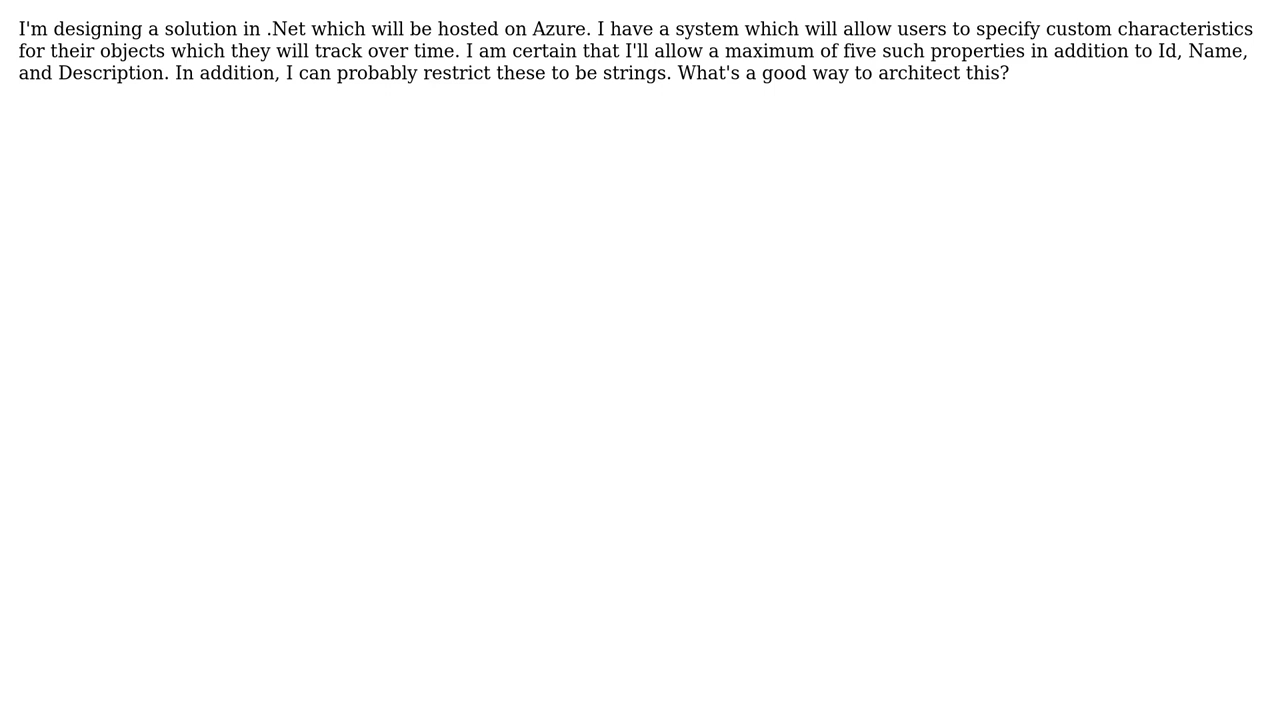 I'm designing a solution in .Net which will be hosted on Azure. I have a system which will allow users to specify custom characteristics
for their objects which they will track over time. I am certain that I'll allow a maximum of five such properties in addition to Id, Name,
and Description. In addition, I can probably restrict these to be strings. What's a good way to architect this?